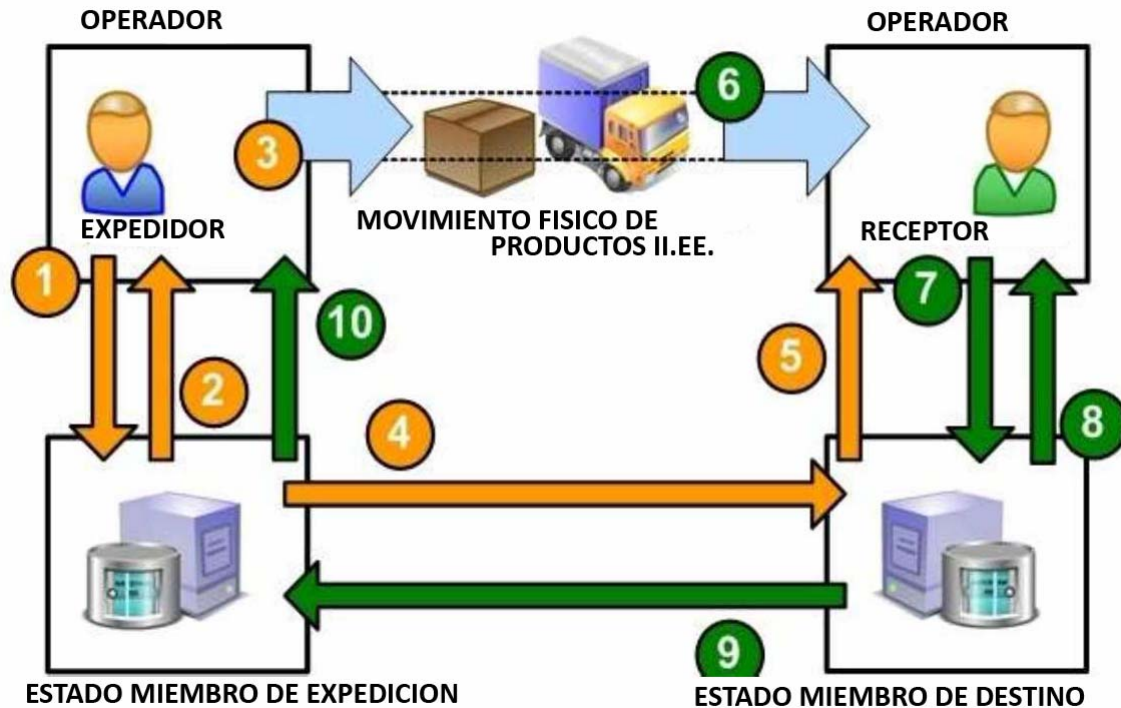 OPERADOR
OPERADOR
6
3
MOVIMIENTO FISICO DE
PRODUCTOS II.EE.
EXPEDIDOR
RECEPTOR
1
7
10
5
2
8
4
9
ESTADO MIEMBRO DE EXPEDICION
ESTADO MIEMBRO DE DESTINO